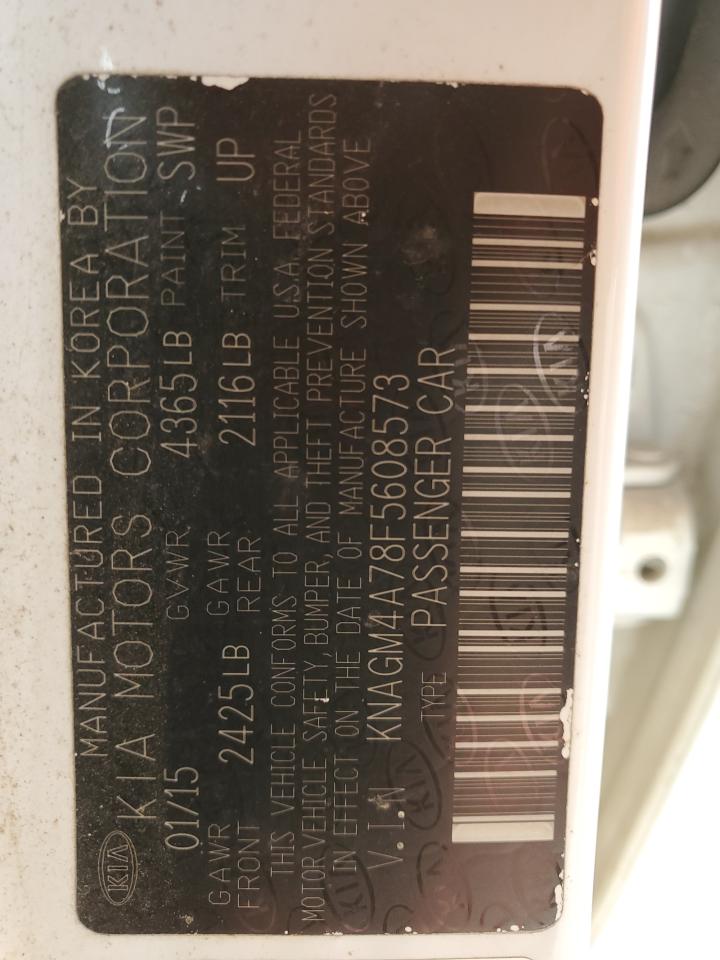 MANUFACTURED IN KOREA BY
KIA KIA MOTORS CORPORATION
01/15 GVWR 4365LB PAINT SWP
GAWR FRONT 2425LB GAWR REAR 2116LB TRIM UP
THIS VEHICLE CONFORMS TO ALL APPLICABLE U.S.A. FEDERAL
MOTOR VEHICLE SAFETY, BUMPER, AND THEFT PREVENTION STANDARDS
IN EFFECT ON THE DATE OF MANUFACTURE SHOWN ABOVE
V.I.N KNAGM4A78F5608573
TYPE PASSENGER CAR